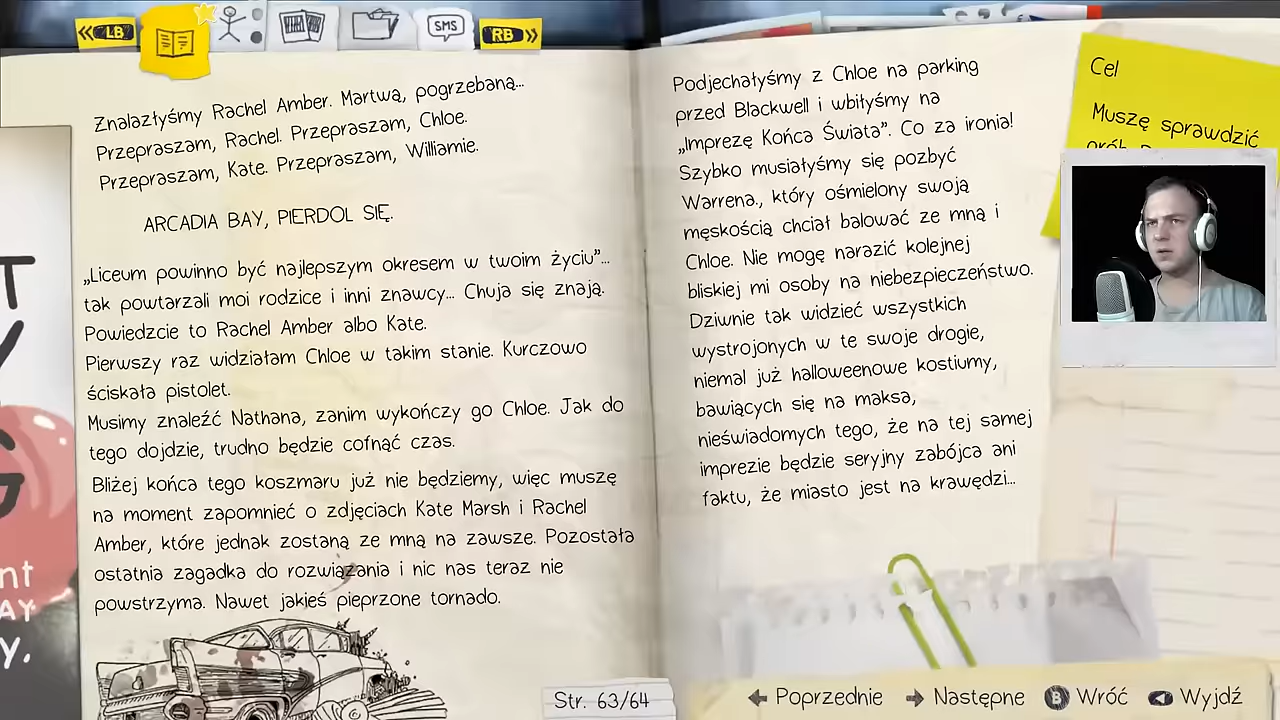 LB
SMS
RB
Znalazłyśmy Rachel Amber. Martwą, pogrzebaną...
Przepraszam, Rachel. Przepraszam, Chloe.
Przepraszam, Kate. Przepraszam, Williamie.
ARCADIA BAY, PIERDOL SIĘ.
„Liceum powinno być najlepszym okresem w twoim życiu”...
tak powtarzali moi rodzice i inni znawcy... Chuja się znają.
Powiedzcie to Rachel Amber albo Kate.
Pierwszy raz widziałam Chloe w takim stanie. Kurczowo
ściskała pistolet.
Musimy znaleźć Nathana, zanim wykończy go Chloe. Jak do
tego dojdzie, trudno będzie cofnąć czas.
Bliżej końca tego koszmaru już nie będziemy, więc muszę
na moment zapomnieć o zdjęciach Kate Marsh i Rachel
Amber, które jednak zostaną ze mną na zawsze. Pozostała
ostatnia zagadka do rozwiązania i nic nas teraz nie
powstrzyma. Nawet jakieś pieprzone tornado.
Podjechałyśmy z Chloe na parking
przed Blackwell i wbiłyśmy na
„Imprezę Końca Świata”. Co za ironia!
Szybko musiałyśmy się pozbyć
Warrena., który ośmielony swoją
męskością chciał balować ze mną i
Chloe. Nie mogę narazić kolejnej
bliskiej mi osoby na niebezpieczeństwo.
Dziwnie tak widzieć wszystkich
wystrojonych w te swoje drogie,
niemal już halloweenowe kostiumy,
bawiących się na maksa,
nieświadomych tego, że na tej samej
imprezie będzie seryjny zabójca ani
faktu, że miasto jest na krawędzi...
Cel
Muszę sprawdzić
Str. 63/64
Poprzednie
Następne
B Wróć
Wyjdź